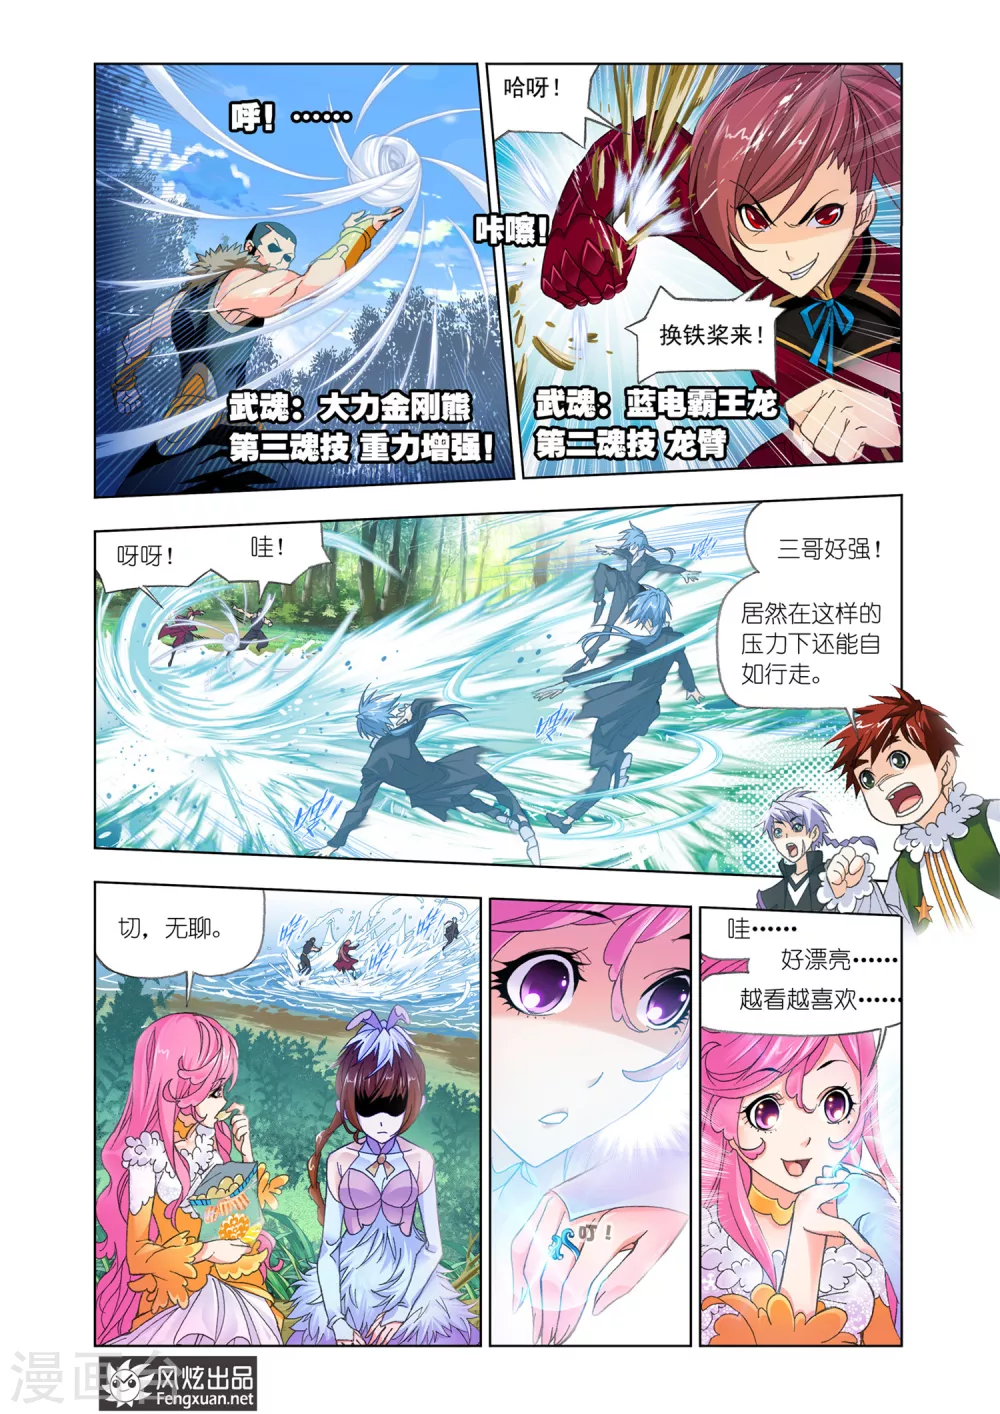 呼！……
武魂：大力金刚熊
第三魂技 重力增强！
哈呀！
咔嚓！
换铁桨来！
武魂：蓝电霸王龙
第二魂技 龙臂
呀呀！
哇！
三哥好强！
居然在这样的
压力下还能自
如行走。
切，无聊。
叮！
哇……
好漂亮……
越看越喜欢……
漫画台
风炫出品
Fengxuan.net